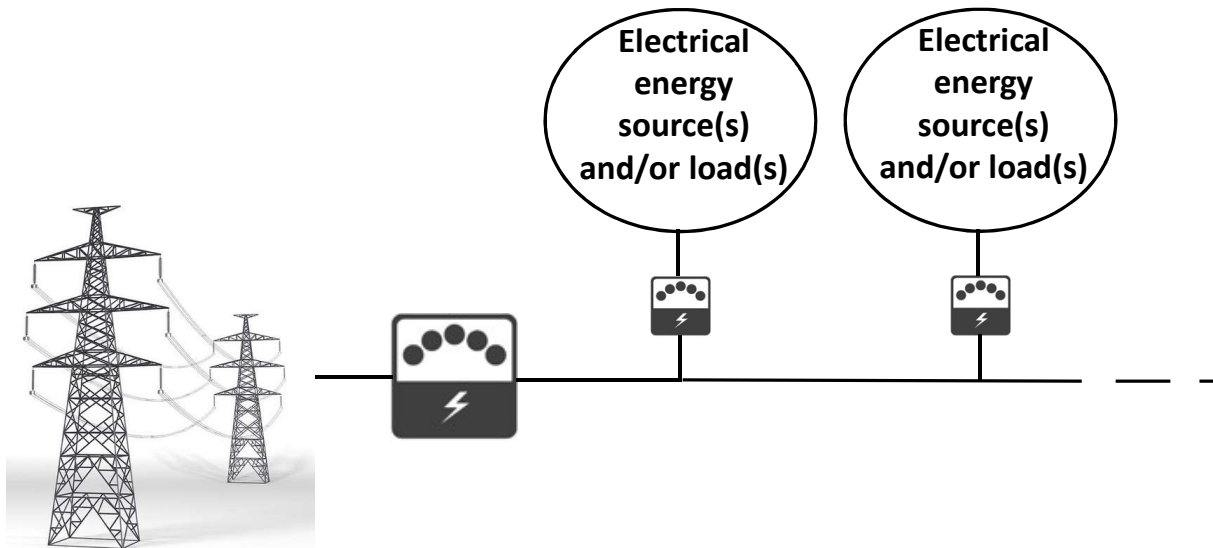 Electrical
energy
source(s)
and/or load(s)
Electrical
energy
source(s)
and/or load(s)